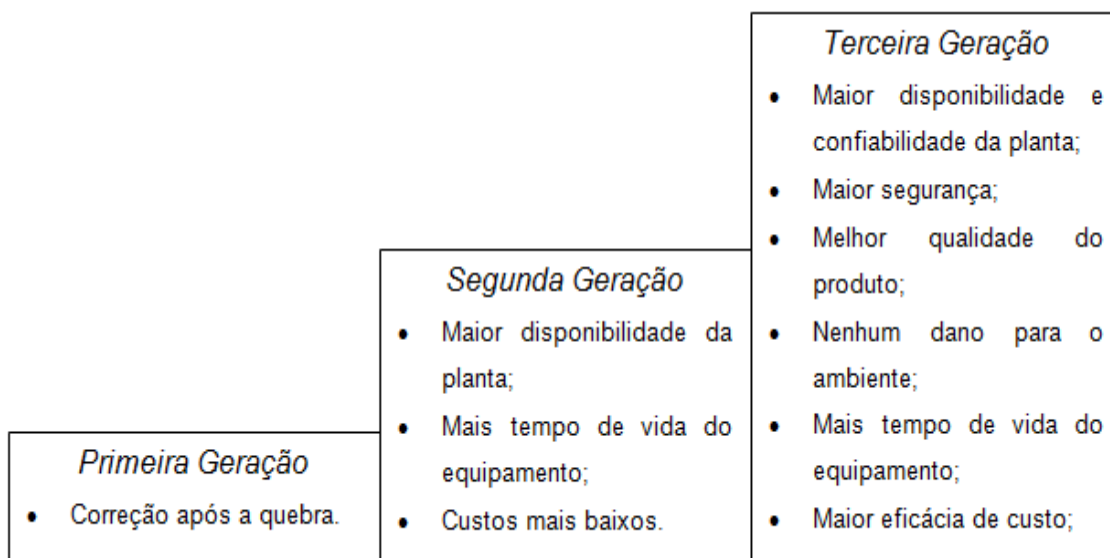 Primeira Geração
• Correção após a quebra.
Segunda Geração
• Maior disponibilidade da
planta;
• Mais tempo de vida do
equipamento;
• Custos mais baixos.
Terceira Geração
• Maior disponibilidade e
confiabilidade da planta;
• Maior segurança;
• Melhor qualidade do
produto;
• Nenhum dano para o
ambiente;
• Mais tempo de vida do
equipamento;
• Maior eficácia de custo;